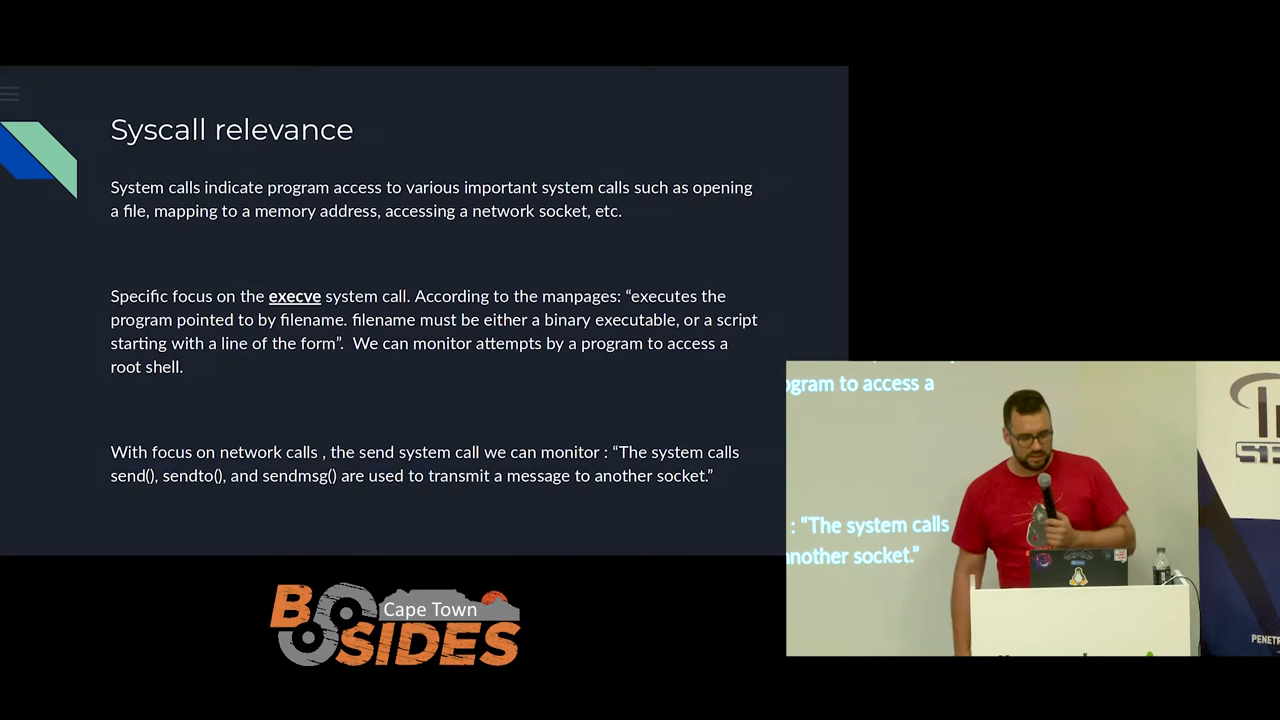 Syscall relevance
System calls indicate program access to various important system calls such as opening
a file, mapping to a memory address, accessing a network socket, etc.
Specific focus on the execve system call. According to the manpages: “executes the
program pointed to by filename. filename must be either a binary executable, or a script
starting with a line of the form”.  We can monitor attempts by a program to access a
root shell.
With focus on network calls , the send system call we can monitor : “The system calls
send(), sendto(), and sendmsg() are used to transmit a message to another socket.”
ogram to access a
: “The system calls
another socket.”
PENETR
Cape Town
BSIDES